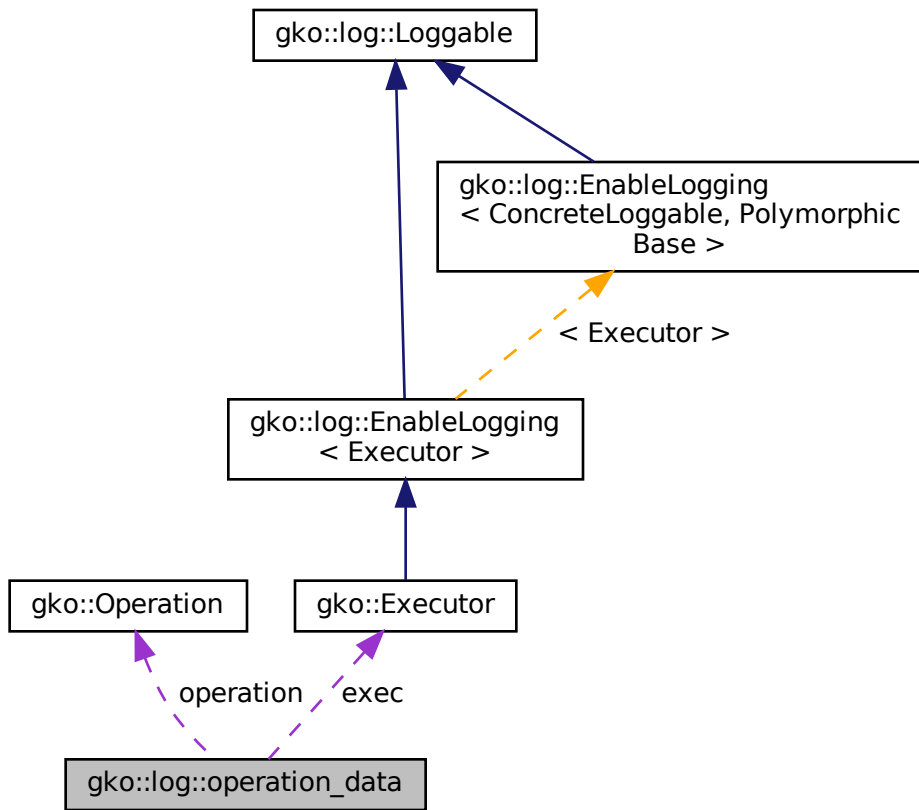 gko::log::Loggable
gko::log::EnableLogging
< ConcreteLoggable, Polymorphic
Base >
< Executor >
gko::log::EnableLogging
< Executor >
gko::Operation
gko::Executor
operation
exec
gko::log::operation_data